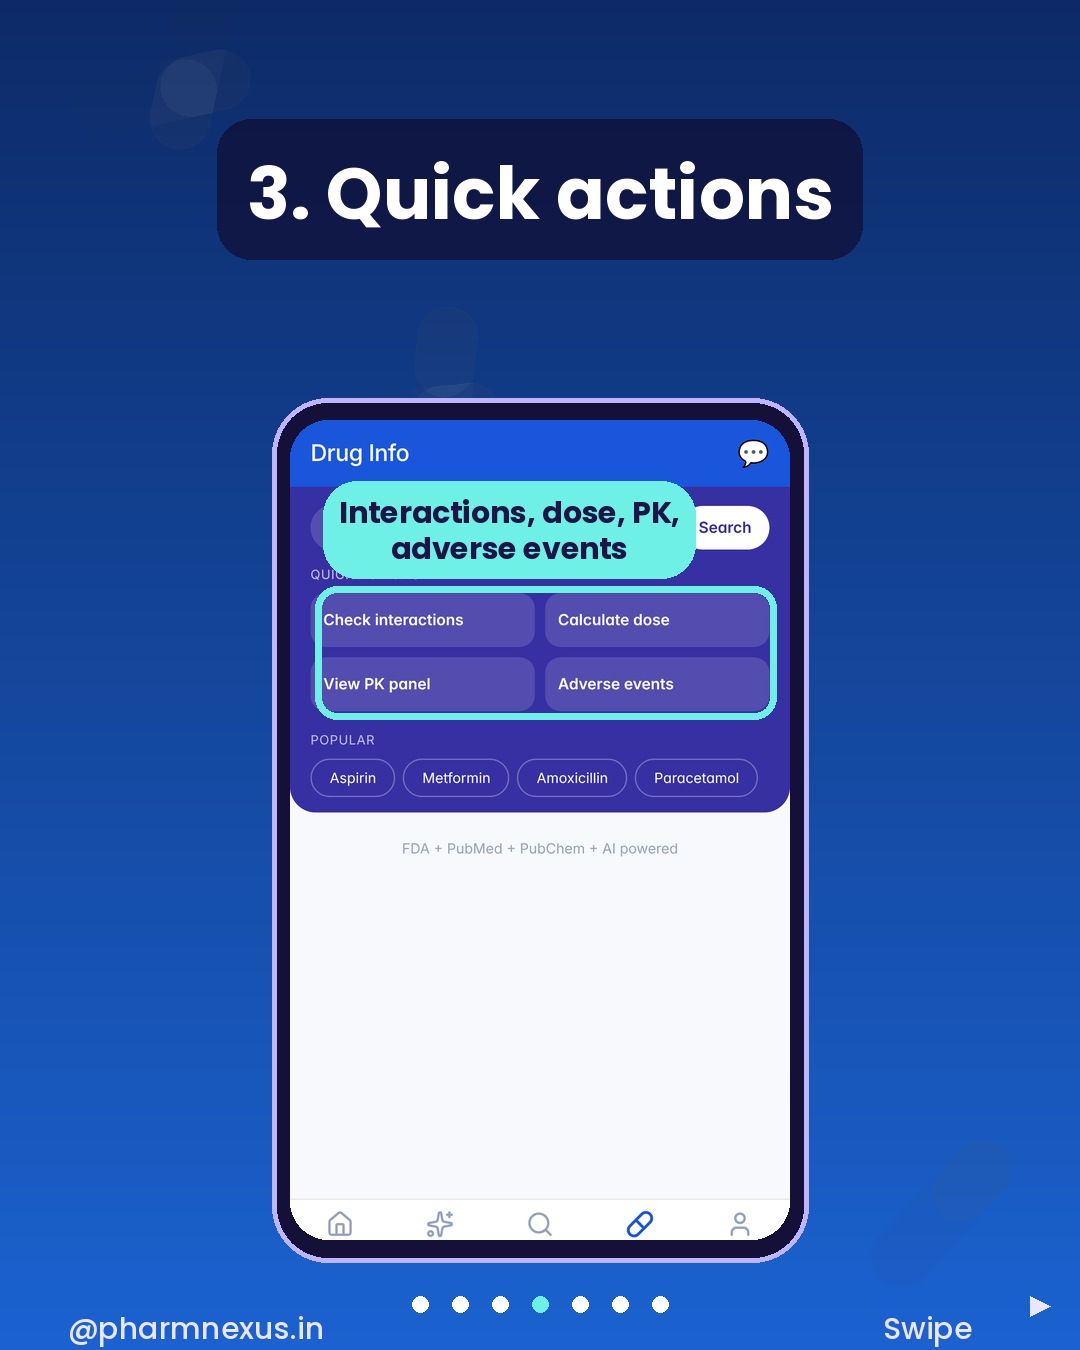 3. Quick actions
Drug Info
Interactions, dose, PK,
adverse events
Search
Check interactions
Calculate dose
View PK panel
Adverse events
POPULAR
Aspirin
Metformin
Amoxicillin
Paracetamol
FDA + PubMed + PubChem + AI powered
@pharmnexus.in
Swipe